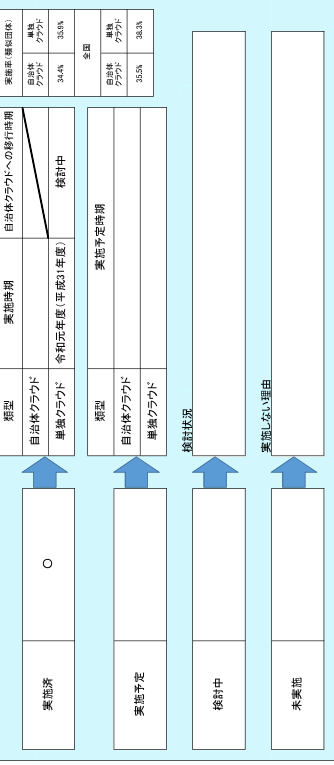 実施済
○
類型
実施時期
自治体クラウドへの移行時期
自治体クラウド
単独クラウド
令和元年度(平成31年度)
検討中
実施率(類似団体)
自治体
クラウド
単独
クラウド
34.4%
35.9%
全国
自治体
クラウド
単独
クラウド
35.5%
38.3%
実施予定
類型
実施予定時期
自治体クラウド
単独クラウド
検討中
検討状況
未実施
実施しない理由